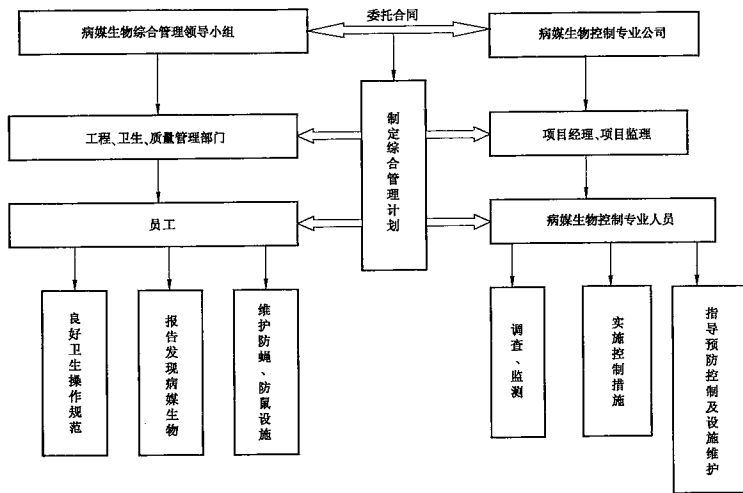 委托合同
病媒生物综合管理领导小组
病媒生物控制专业公司
制定综合管理计划
工程、卫生、质量管理部门
项目经理、项目监理
员工
病媒生物控制专业人员
良好卫生操作规范
报告发现病媒生物
维护防蝇、防鼠设施
调查、监测
实施控制措施
指导预防控制及设施维护